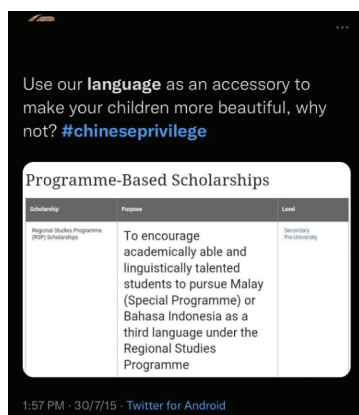 Use our language as an accessory to
make your children more beautiful, why
not? #chineseprivilege
Programme-Based Scholarships
Scholarship Purpose Level
Regional Studies Programme
(RSP) Scholarships
To encourage
academically able and
linguistically talented
students to pursue Malay
(Special Programme) or
Bahasa Indonesia as a
third language under the
Regional Studies
Programme
Secondary
Pre-University
1:57 PM · 30/7/15 · Twitter for Android